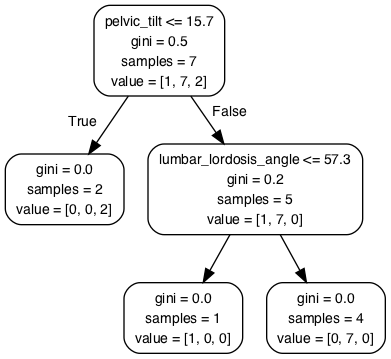 pelvic_tilt <= 15.7
gini = 0.5
samples = 7
value = [1, 7, 2]
True
False
gini = 0.0
samples = 2
value = [0, 0, 2]
lumbar_lordosis_angle <= 57.3
gini = 0.2
samples = 5
value = [1, 7, 0]
gini = 0.0
samples = 1
value = [1, 0, 0]
gini = 0.0
samples = 4
value = [0, 7, 0]